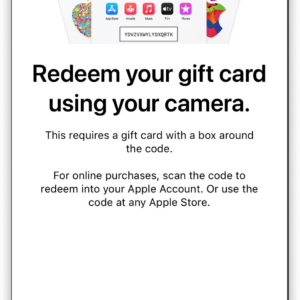 App Store Arcade Music TV iTunes
Redeem your gift card
using your camera.
This requires a gift card with a box around
the code.
For online purchases, scan the code to
redeem into your Apple Account. Or use the
code at any Apple Store.